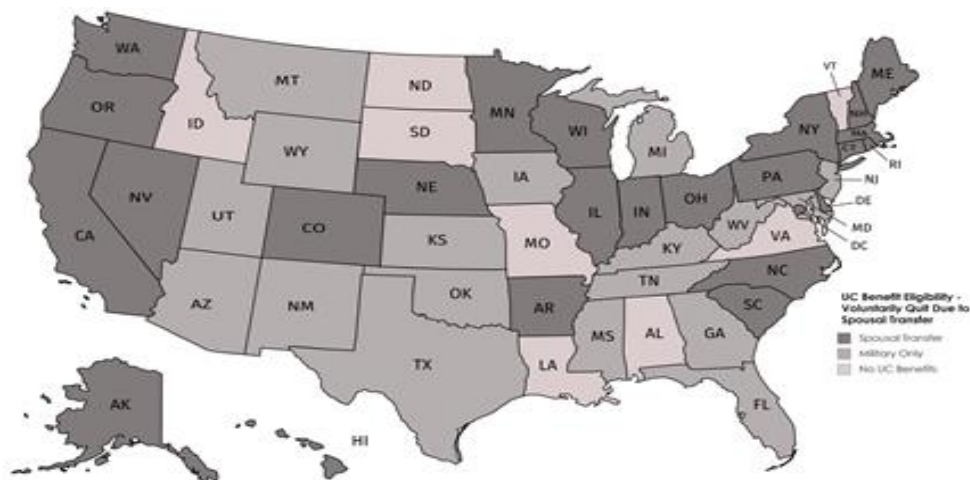 WA
MT
ND
MN
VT
ME
OR
ID
SD
WI
NY
NH
MA
WY
MI
CT
RI
NV
NE
IA
PA
NJ
UT
CO
IL
IN
OH
DE
CA
KS
MO
WV
VA
MD
KY
DC
AZ
NM
OK
AR
TN
NC
SC
MS
AL
GA
TX
LA
FL
AK
HI
UC Benefit Eligibility -
Voluntarily Quit Due to
Spousal Transfer
Spousal Transfer
Military Only
No UC Benefits